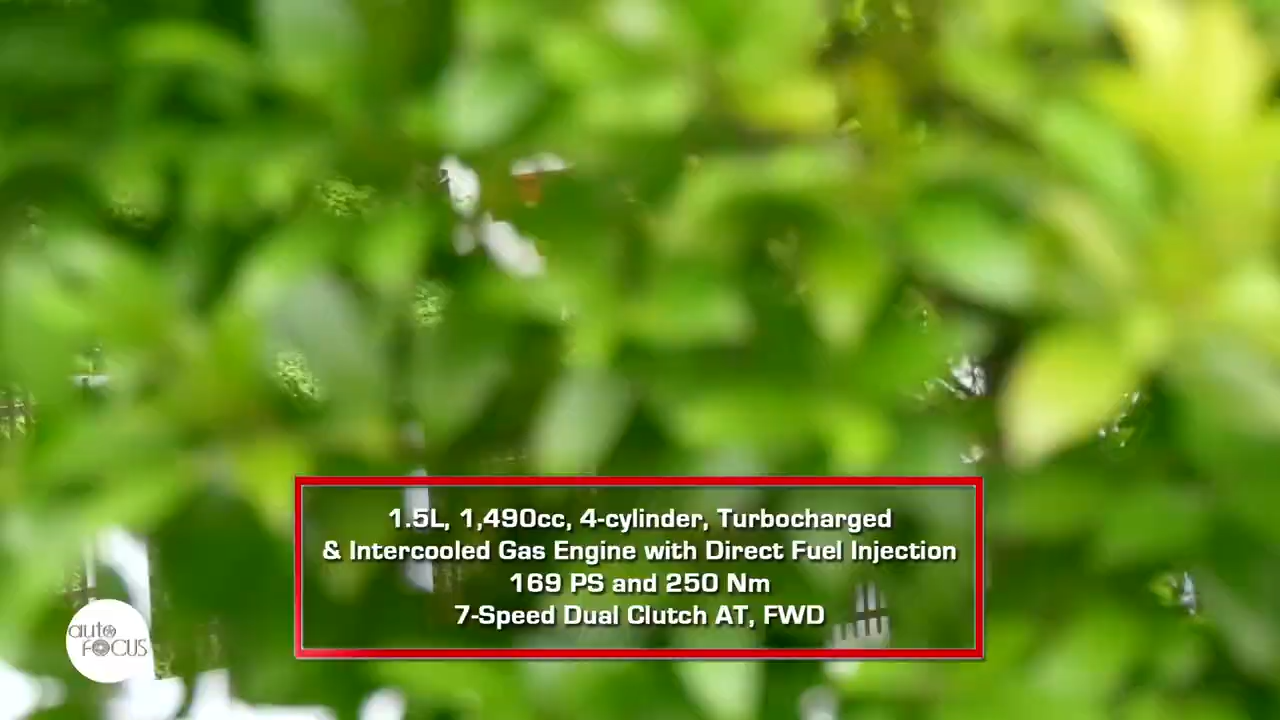 1.5L, 1,490cc, 4-cylinder, Turbocharged
& Intercooled Gas Engine with Direct Fuel Injection
169 PS and 250 Nm
7-Speed Dual Clutch AT, FWD
auto
FOCUS